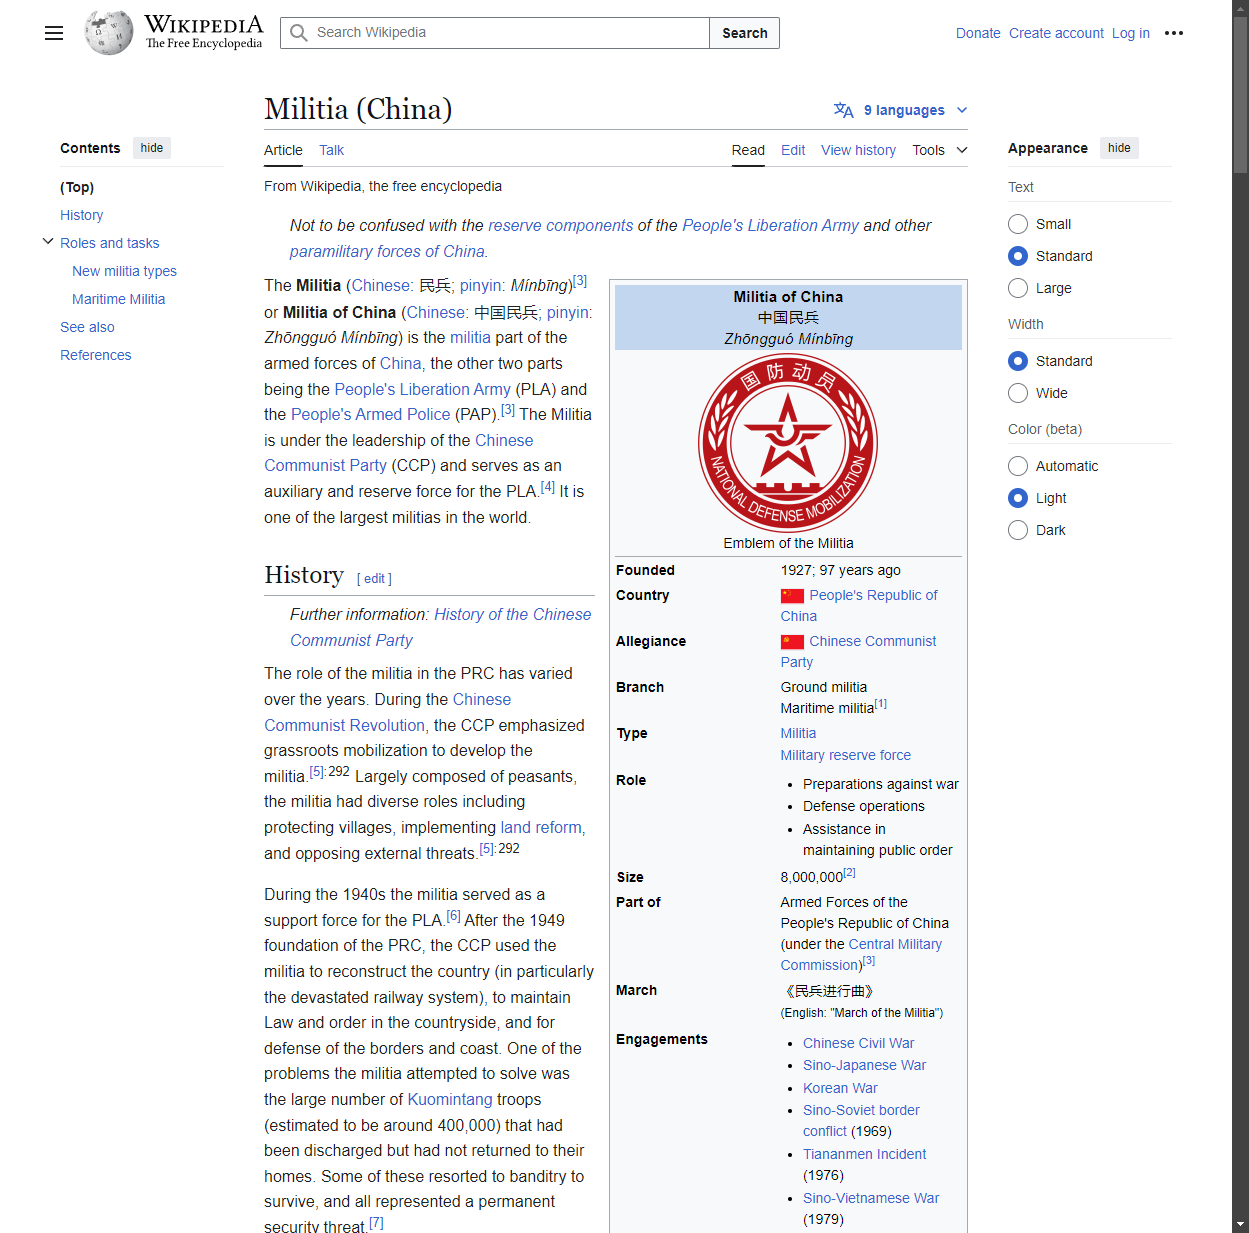 WIKIPEDIA
The Free Encyclopedia
Search Wikipedia
Search
Donate Create account Log in
Contents hide
(Top)
History
Roles and tasks
New militia types
Maritime Militia
See also
References
Militia (China)
9 languages
Article Talk
Read Edit View history Tools
From Wikipedia, the free encyclopedia
Not to be confused with the reserve components of the People's Liberation Army and other
paramilitary forces of China.
The Militia (Chinese: 民兵; pinyin: Mínbīng)[3]
or Militia of China (Chinese: 中国民兵; pinyin:
Zhōngguó Mínbīng) is the militia part of the
armed forces of China, the other two parts
being the People's Liberation Army (PLA) and
the People's Armed Police (PAP).[3] The Militia
is under the leadership of the Chinese
Communist Party (CCP) and serves as an
auxiliary and reserve force for the PLA.[4] It is
one of the largest militias in the world.
History [ edit ]
Further information: History of the Chinese
Communist Party
The role of the militia in the PRC has varied
over the years. During the Chinese
Communist Revolution, the CCP emphasized
grassroots mobilization to develop the
militia.[5]:292 Largely composed of peasants,
the militia had diverse roles including
protecting villages, implementing land reform,
and opposing external threats.[5]:292
During the 1940s the militia served as a
support force for the PLA.[6] After the 1949
foundation of the PRC, the CCP used the
militia to reconstruct the country (in particularly
the devastated railway system), to maintain
Law and order in the countryside, and for
defense of the borders and coast. One of the
problems the militia attempted to solve was
the large number of Kuomintang troops
(estimated to be around 400,000) that had
been discharged but had not returned to their
homes. Some of these resorted to banditry to
survive, and all represented a permanent
security threat.[7]
Militia of China
中国民兵
Zhōngguó Mínbīng
国防动员
NATIONAL DEFENSE MOBILIZATION
Emblem of the Militia
Founded 1927; 97 years ago
Country People's Republic of
China
Allegiance Chinese Communist
Party
Branch Ground militia
Maritime militia[1]
Type Militia
Military reserve force
Role • Preparations against war
• Defense operations
• Assistance in
maintaining public order
Size 8,000,000[2]
Part of Armed Forces of the
People's Republic of China
(under the Central Military
Commission)[3]
March 《民兵进行曲》
(English: "March of the Militia")
Engagements • Chinese Civil War
• Sino-Japanese War
• Korean War
• Sino-Soviet border
conflict (1969)
• Tiananmen Incident
(1976)
• Sino-Vietnamese War
(1979)
Appearance hide
Text
Small
Standard
Large
Width
Standard
Wide
Color (beta)
Automatic
Light
Dark